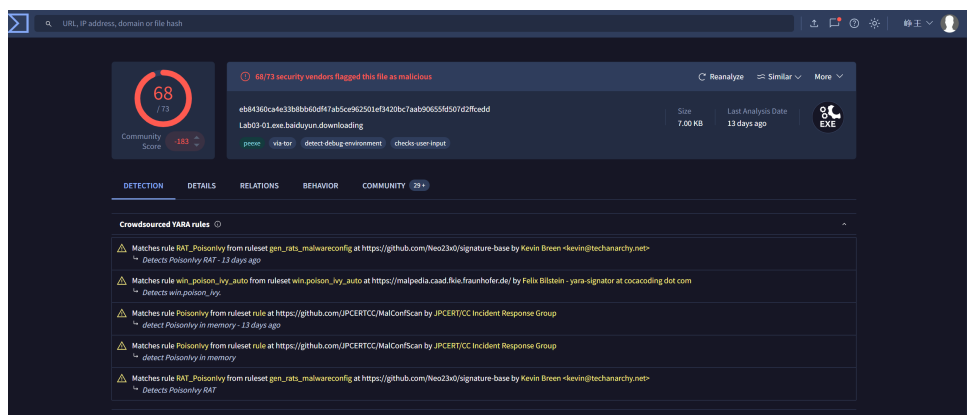 URL, IP address, domain or file hash
峰王
68
/ 73
Community
Score
-183
68/73 security vendors flagged this file as malicious
Reanalyze
Similar
More
eb84360ca4e33b8bb60df47ab5ce962501ef3420bc7aab90655fd507d2ffcedd
Lab03-01.exe.baiduyun.downloading
peexe
via-tor
detect-debug-environment
checks-user-input
Size
7.00 KB
Last Analysis Date
13 days ago
EXE
DETECTION
DETAILS
RELATIONS
BEHAVIOR
COMMUNITY
29+
Crowdsourced YARA rules
Matches rule RAT_PoisonIvy from ruleset gen_rats_malwareconfig at https://github.com/Neo23x0/signature-base by Kevin Breen <kevin@techanarchy.net>
Detects PoisonIvy RAT - 13 days ago
Matches rule win_poison_ivy_auto from ruleset win.poison_ivy_auto at https://malpedia.caad.fkie.fraunhofer.de/ by Felix Bilstein - yara-signator at cocacoding dot com
Detects win.poison_ivy.
Matches rule PoisonIvy from ruleset rule at https://github.com/JPCERTCC/MalConfScan by JPCERT/CC Incident Response Group
detect PoisonIvy in memory - 13 days ago
Matches rule PoisonIvy from ruleset rule at https://github.com/JPCERTCC/MalConfScan by JPCERT/CC Incident Response Group
detect PoisonIvy in memory
Matches rule RAT_PoisonIvy from ruleset gen_rats_malwareconfig at https://github.com/Neo23x0/signature-base by Kevin Breen <kevin@techanarchy.net>
Detects PoisonIvy RAT